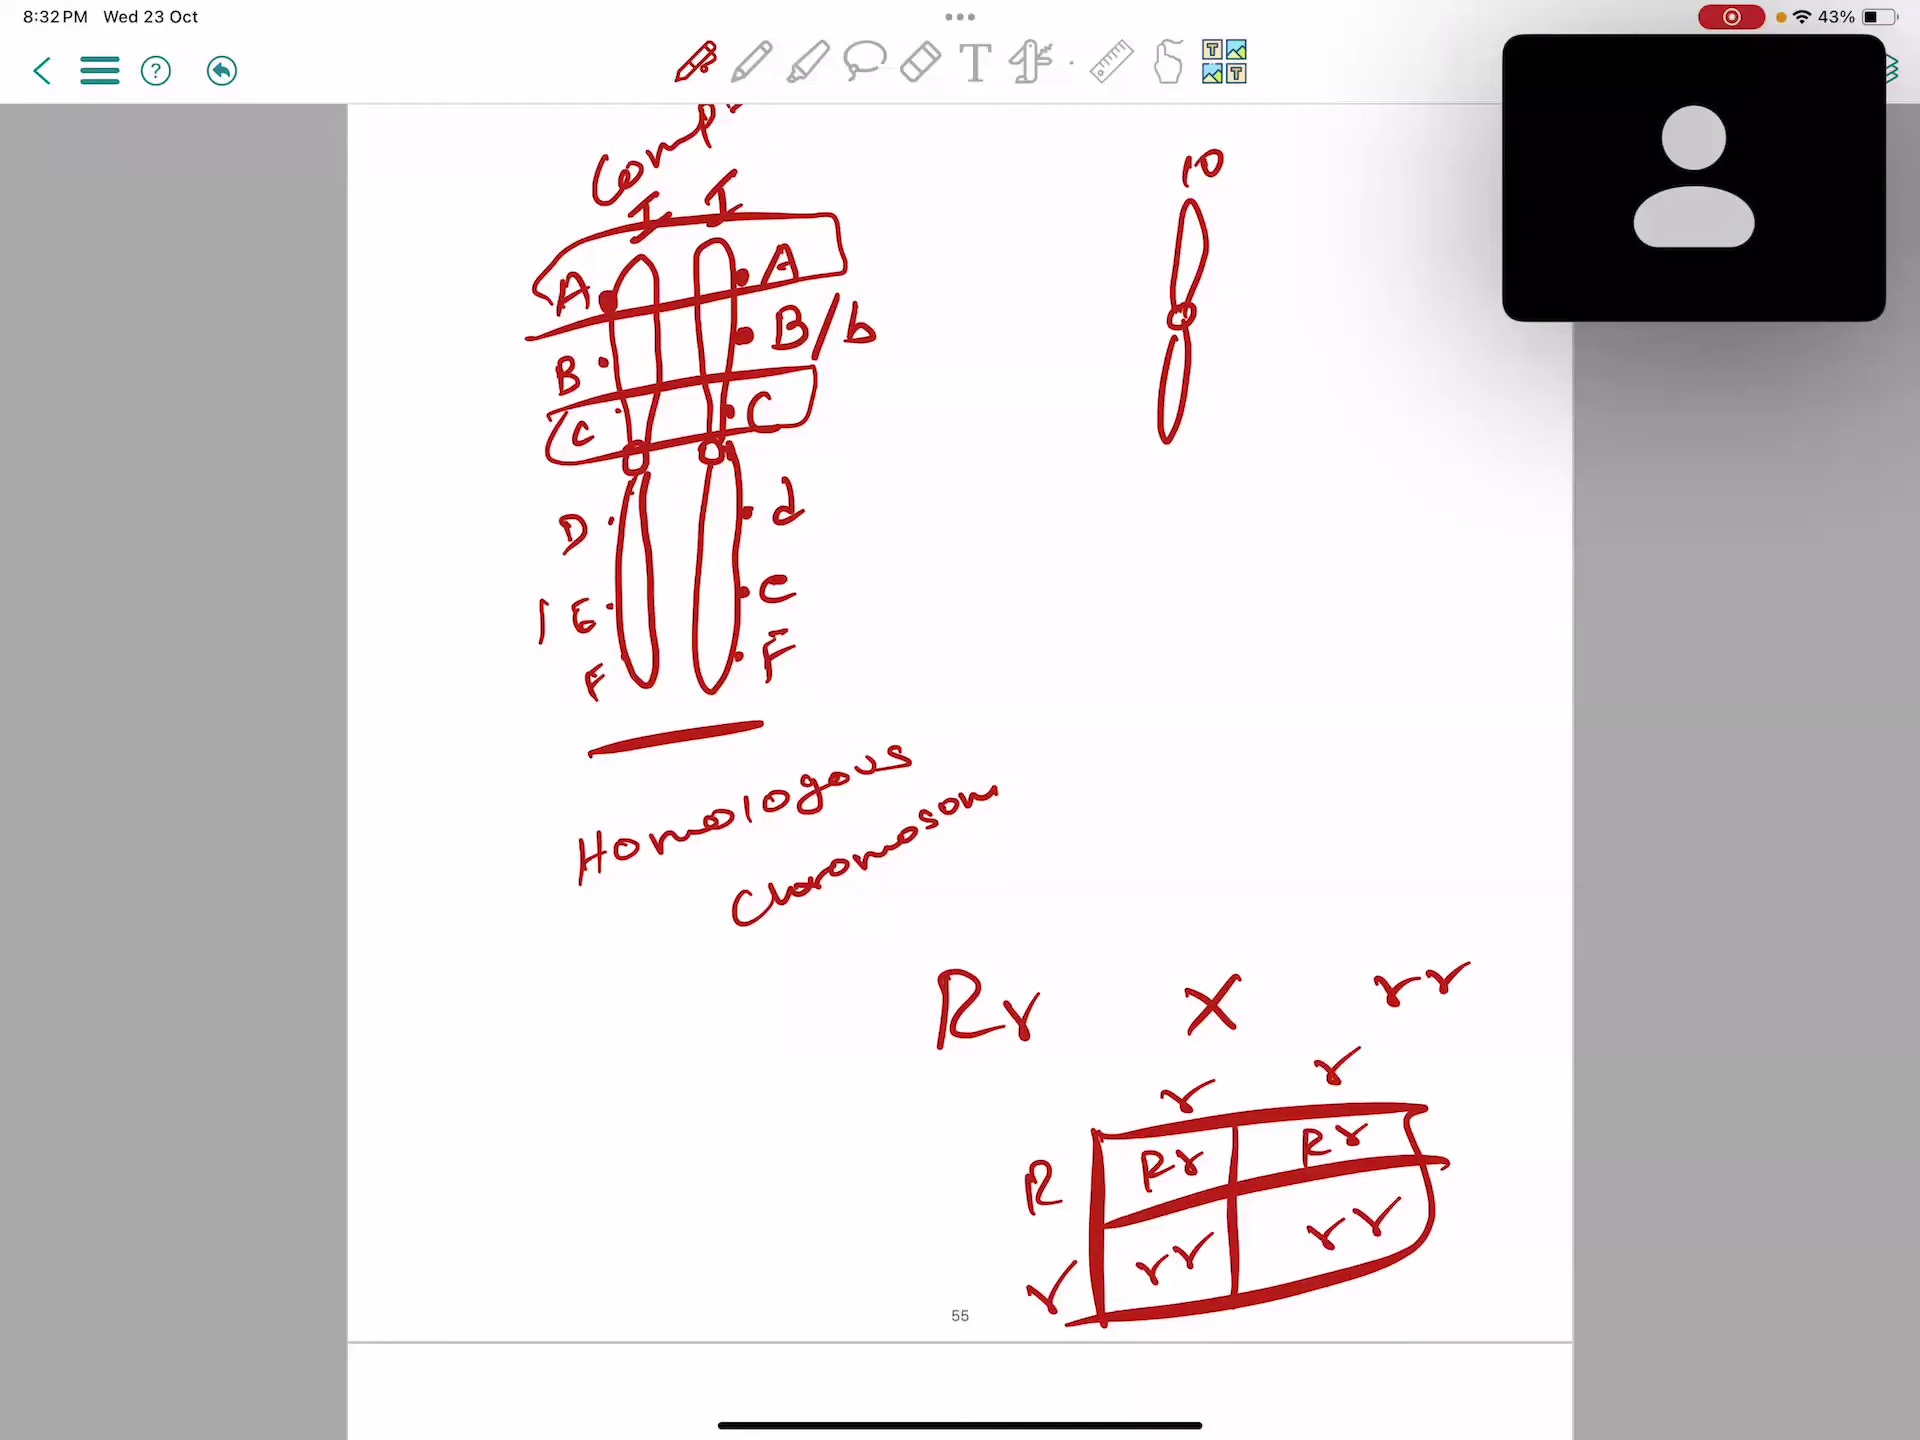 8:32 PM Wed 23 Oct
43%
T
10
I I
A A
B B/b
C C
D d
E e
F F
Homologous
Chromosom
Rr X rr
r r
R Rr Rr
r rr rr
55